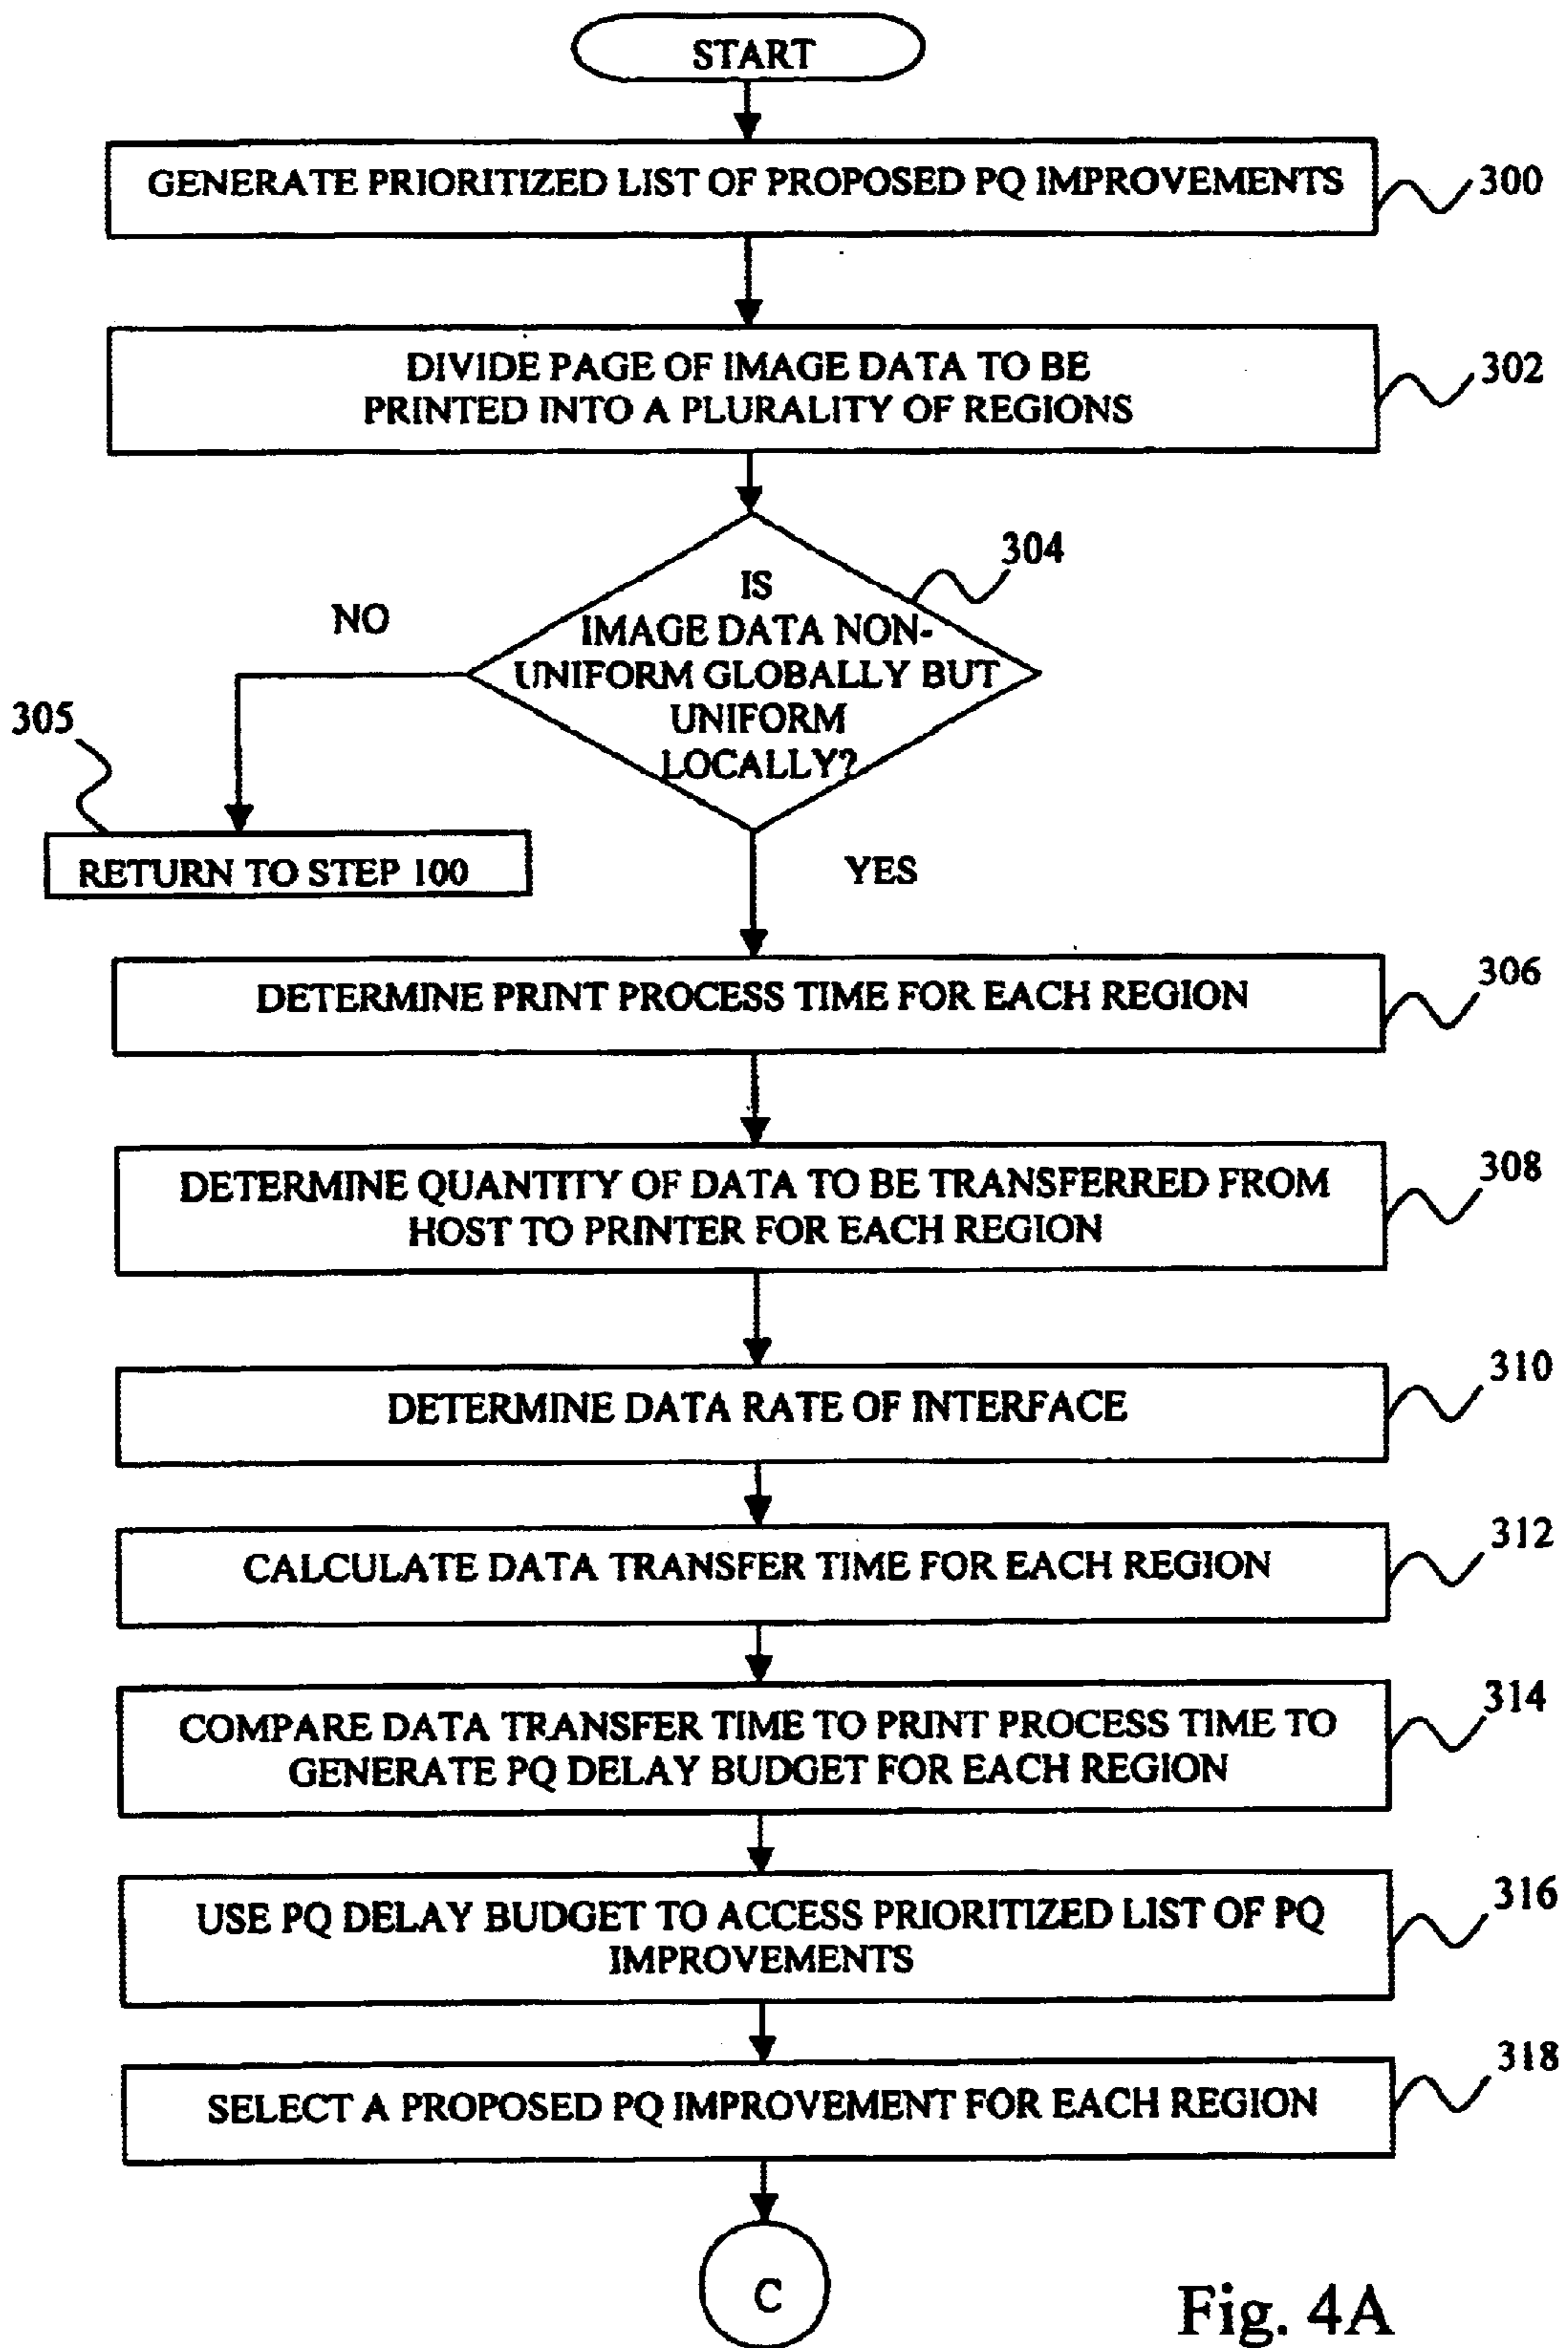 START
GENERATE PRIORITIZED LIST OF PROPOSED PQ IMPROVEMENTS
300
DIVIDE PAGE OF IMAGE DATA TO BE
PRINTED INTO A PLURALITY OF REGIONS
302
304
IS
IMAGE DATA NON-
UNIFORM GLOBALLY BUT
UNIFORM
LOCALLY?
NO
305
RETURN TO STEP 100
YES
DETERMINE PRINT PROCESS TIME FOR EACH REGION
306
DETERMINE QUANTITY OF DATA TO BE TRANSFERRED FROM
HOST TO PRINTER FOR EACH REGION
308
DETERMINE DATA RATE OF INTERFACE
310
CALCULATE DATA TRANSFER TIME FOR EACH REGION
312
COMPARE DATA TRANSFER TIME TO PRINT PROCESS TIME TO
GENERATE PQ DELAY BUDGET FOR EACH REGION
314
USE PQ DELAY BUDGET TO ACCESS PRIORITIZED LIST OF PQ
IMPROVEMENTS
316
SELECT A PROPOSED PQ IMPROVEMENT FOR EACH REGION
318
C
Fig. 4A